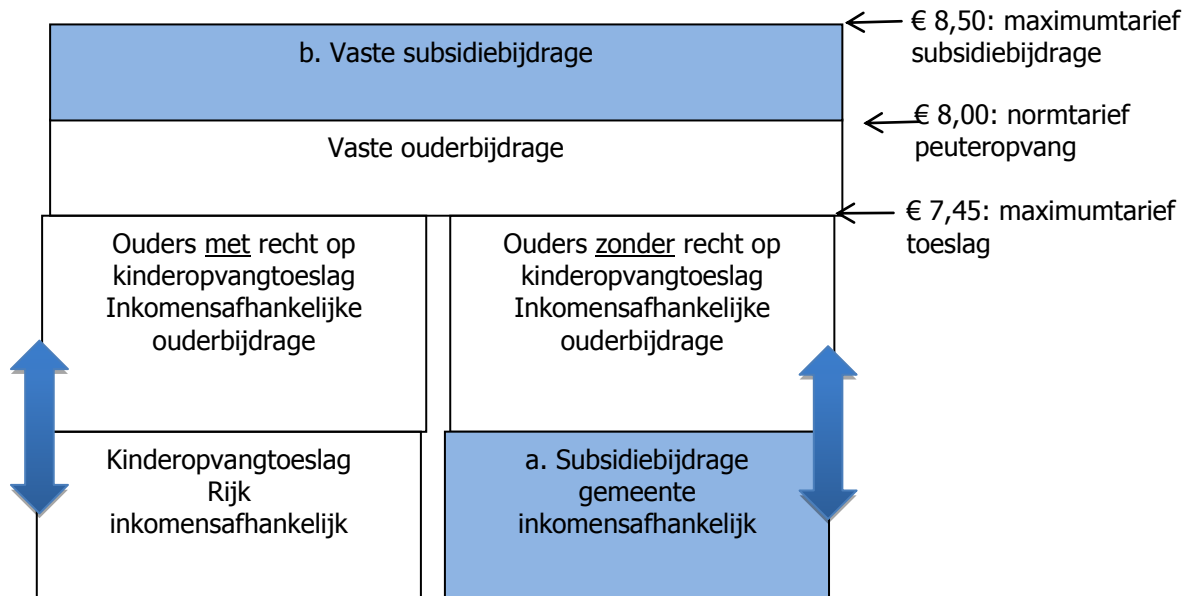 € 8,50: maximumtarief
subsidiebijdrage
b. Vaste subsidiebijdrage
€ 8,00: normtarief
peuteropvang
Vaste ouderbijdrage
€ 7,45: maximumtarief
toeslag
Ouders met recht op
kinderopvangtoeslag
Inkomensafhankelijke
ouderbijdrage
Ouders zonder recht op
kinderopvangtoeslag
Inkomensafhankelijke
ouderbijdrage
Kinderopvangtoeslag
Rijk
inkomensafhankelijk
a. Subsidiebijdrage
gemeente
inkomensafhankelijk